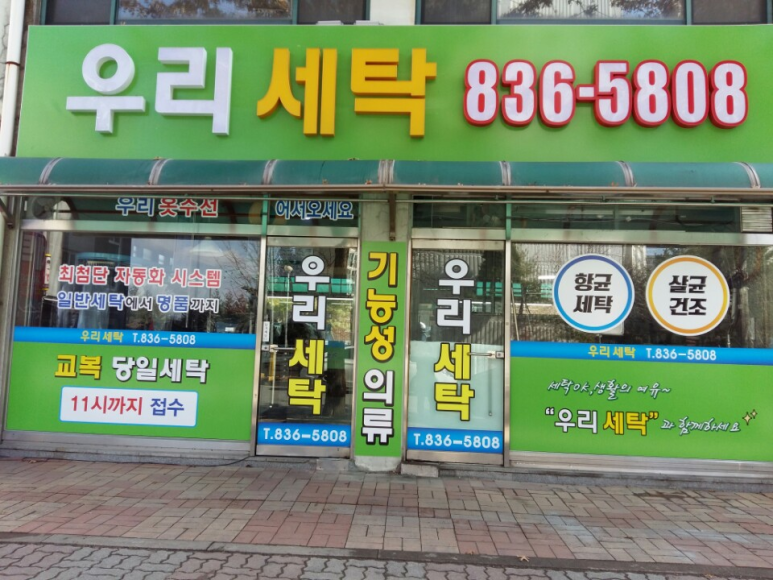 우리 세탁 836-5808
우리 옷수선
어서오세요
최첨단 자동화 시스템
일반세탁에서 명품까지
우리 세탁 T.836-5808
교복 당일세탁
11시까지 접수
우리 세탁
T.836-5808
기능성 의류
우리 세탁
T.836-5808
항균
세탁
살균
건조
우리 세탁 T.836-5808
세탁OK, 생활의 여유~
"우리 세탁"과 함께하세요